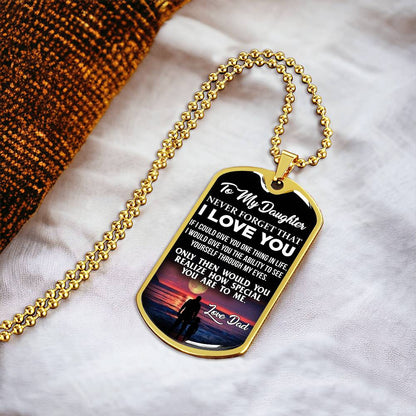 To My Daughter
NEVER FORGET THAT
I LOVE YOU
IF I COULD GIVE YOU ONE THING IN LIFE
I WOULD GIVE YOU THE ABILITY TO SEE
YOURSELF THROUGH MY EYES.
ONLY THEN WOULD YOU
REALIZE HOW SPECIAL
YOU ARE TO ME.
Love Dad